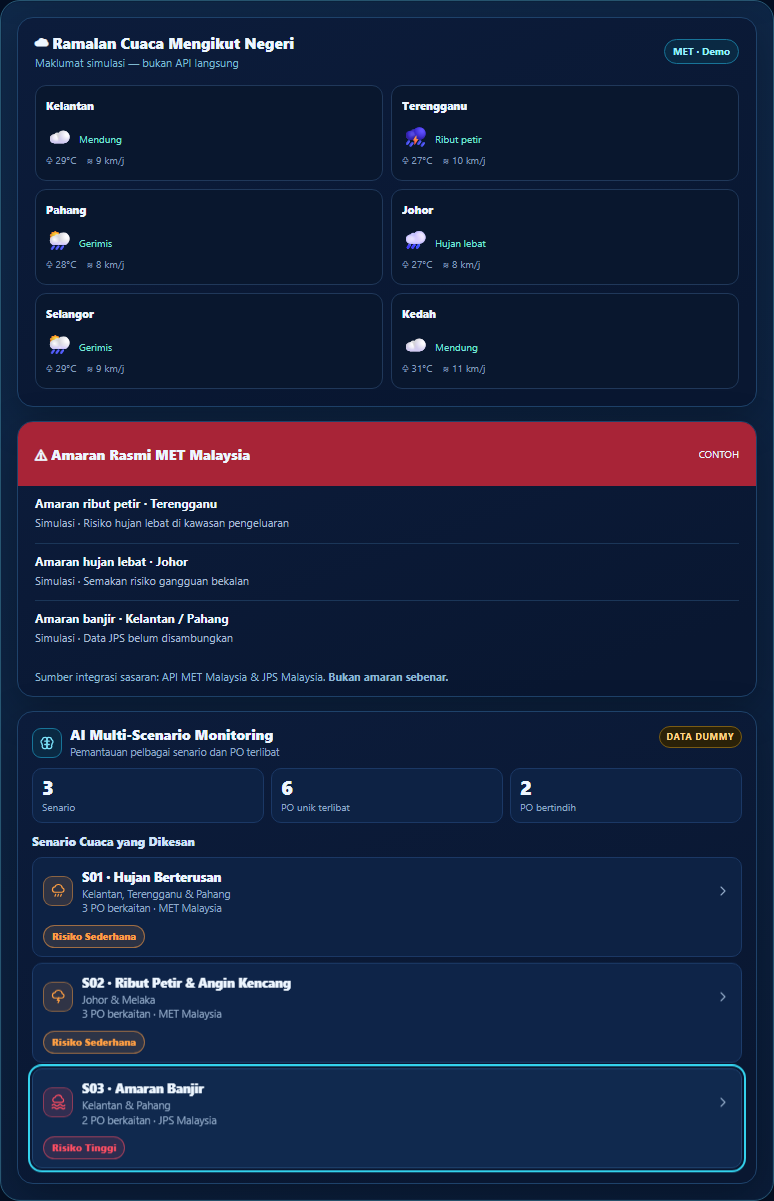 Ramalan Cuaca Mengikut Negeri
Maklumat simulasi — bukan API langsung
MET · Demo
Kelantan
Mendung
29°C ≈ 9 km/j
Terengganu
Ribut petir
27°C ≈ 10 km/j
Pahang
Gerimis
28°C ≈ 8 km/j
Johor
Hujan lebat
27°C ≈ 8 km/j
Selangor
Gerimis
29°C ≈ 9 km/j
Kedah
Mendung
31°C ≈ 11 km/j
⚠ Amaran Rasmi MET Malaysia
CONTOH
Amaran ribut petir · Terengganu
Simulasi · Risiko hujan lebat di kawasan pengeluaran
Amaran hujan lebat · Johor
Simulasi · Semakan risiko gangguan bekalan
Amaran banjir · Kelantan / Pahang
Simulasi · Data JPS belum disambungkan
Sumber integrasi sasaran: API MET Malaysia & JPS Malaysia. Bukan amaran sebenar.
AI Multi-Scenario Monitoring
Pemantauan pelbagai senario dan PO terlibat
DATA DUMMY
3
Senario
6
PO unik terlibat
2
PO bertindih
Senario Cuaca yang Dikesan
S01 · Hujan Berterusan
Kelantan, Terengganu & Pahang
3 PO berkaitan · MET Malaysia
Risiko Sederhana
S02 · Ribut Petir & Angin Kencang
Johor & Melaka
3 PO berkaitan · MET Malaysia
Risiko Sederhana
S03 · Amaran Banjir
Kelantan & Pahang
2 PO berkaitan · JPS Malaysia
Risiko Tinggi